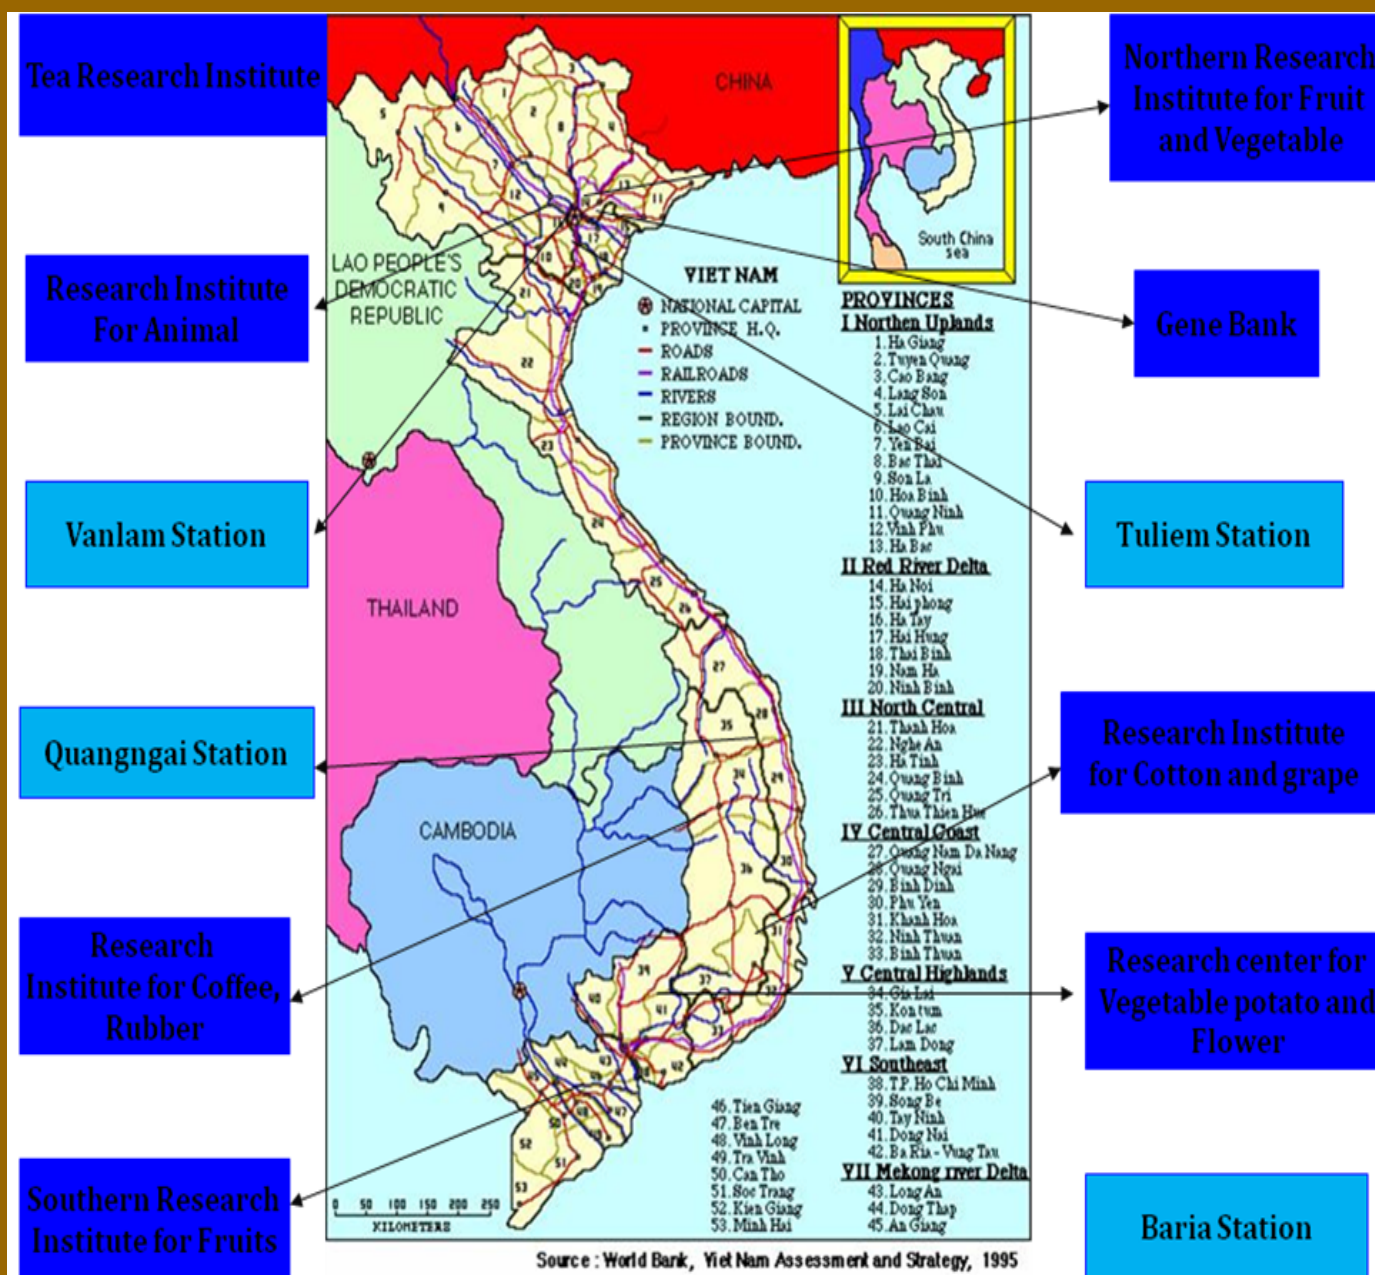 Tea Research Institute
Research Institute
For Animal
Vanlam Station
Quangngai Station
Research
Institute for Coffee,
Rubber
Southern Research
Institute for Fruits
CHINA
LAO PEOPLE'S
DEMOCRATIC
REPUBLIC
THAILAND
CAMBODIA
South China
sea
VIET NAM
NATIONAL CAPITAL
PROVINCE H.Q.
ROADS
RAILROADS
RIVERS
REGION BOUND.
PROVINCE BOUND.
PROVINCES
I Northen Uplands
1. Ha Giang
2. Tuyen Quang
3. Cao Bang
4. Lang Son
5. Lai Chau
6. Lao Cai
7. Yen Bai
8. Bac Thai
9. Son La
10. Hoa Binh
11. Quang Ninh
12. Vinh Phu
13. Ha Bac
II Red River Delta
14. Ha Noi
15. Hai phong
16. Ha Tay
17. Hai Hung
18. Thai Binh
19. Nam Ha
20. Ninh Binh
III North Central
21. Thanh Hoa
22. Nghe An
23. Ha Tinh
24. Quang Binh
25. Quang Tri
26. Thua Thien Hue
IV Central Coast
27. Quang Nam Da Nang
28. Quang Ngai
29. Binh Dinh
30. Phu Yen
31. Khanh Hoa
32. Ninh Thuan
33. Binh Thuan
V Central Highlands
34. Gia Lai
35. Kon tum
36. Dac Lac
37. Lam Dong
VI Southeast
38. T.P. Ho Chi Minh
39. Song Be
40. Tay Ninh
41. Dong Nai
42. Ba Ria - Vung Tau
VII Mekong river Delta
43. Long An
44. Dong Thap
45. An Giang
46. Tien Giang
47. Ben Tre
48. Vinh Long
49. Tra Vinh
50. Can Tho
51. Soc Trang
52. Kien Giang
53. Minh Hai
0 50 100 150 200 250
KILOMETERS
Source : World Bank, Viet Nam Assessment and Strategy, 1995
Northern Research
Institute for Fruit
and Vegetable
Gene Bank
Tuliem Station
Research Institute
for Cotton and grape
Research center for
Vegetable potato and
Flower
Baria Station